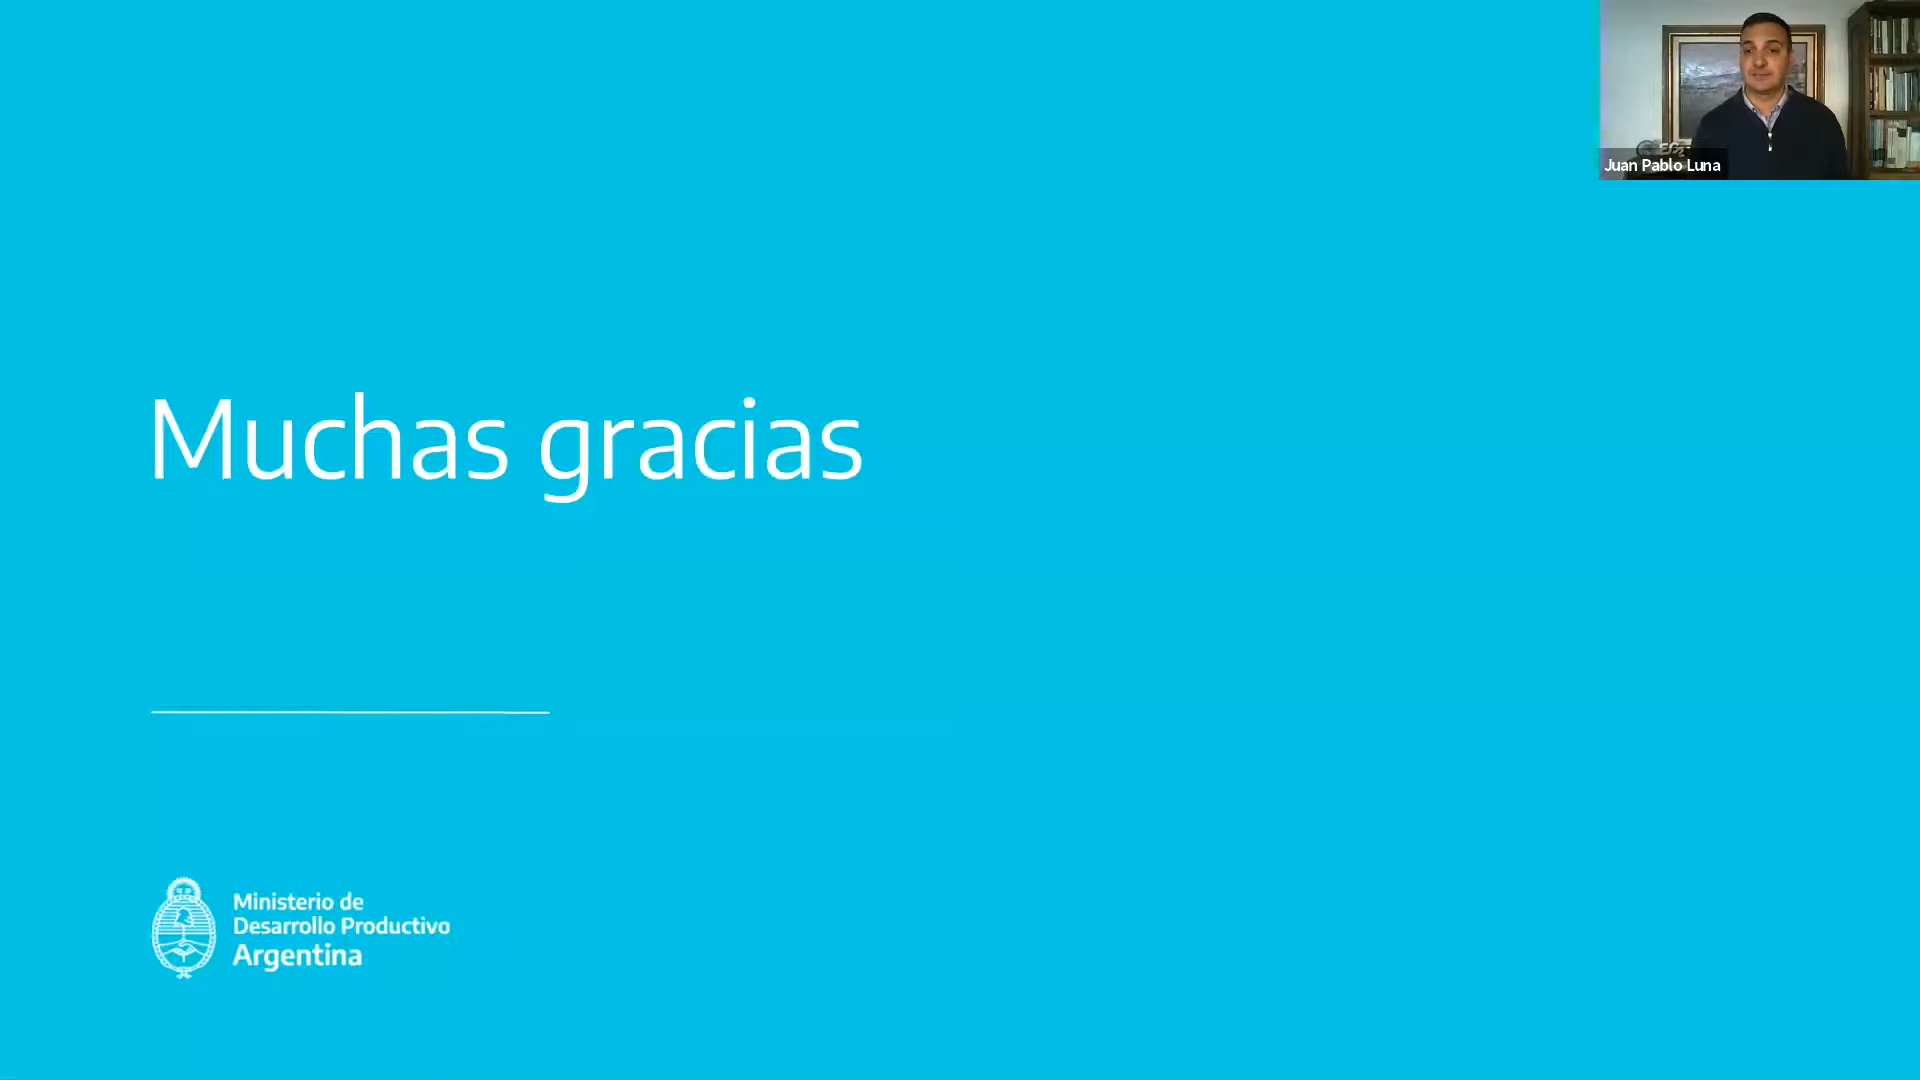 Juan Pablo Luna
Muchas gracias
Ministerio de
Desarrollo Productivo
Argentina